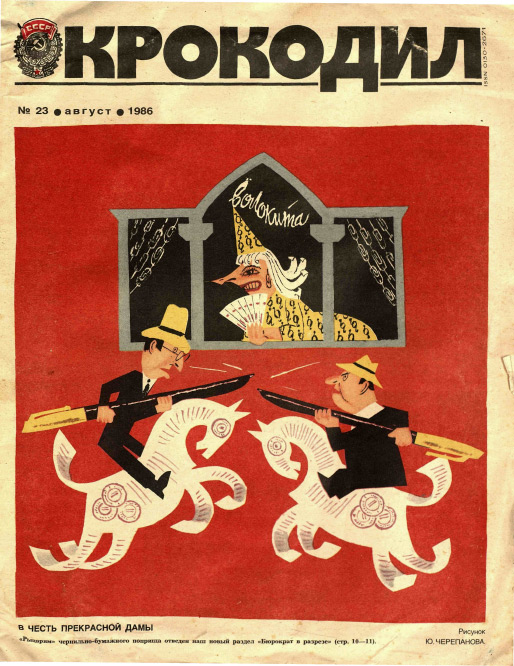 СССР
КРОКОДИЛ
ISSN 0130-2671
№ 23 ● август ● 1986
Волокита
В ЧЕСТЬ ПРЕКРАСНОЙ ДАМЫ
«Рыцарям» чернильно-бумажного поприща отведен наш новый раздел «Бюрократ в разрезе» (стр. 10—11).
Рисунок
Ю. ЧЕРЕПАНОВА.